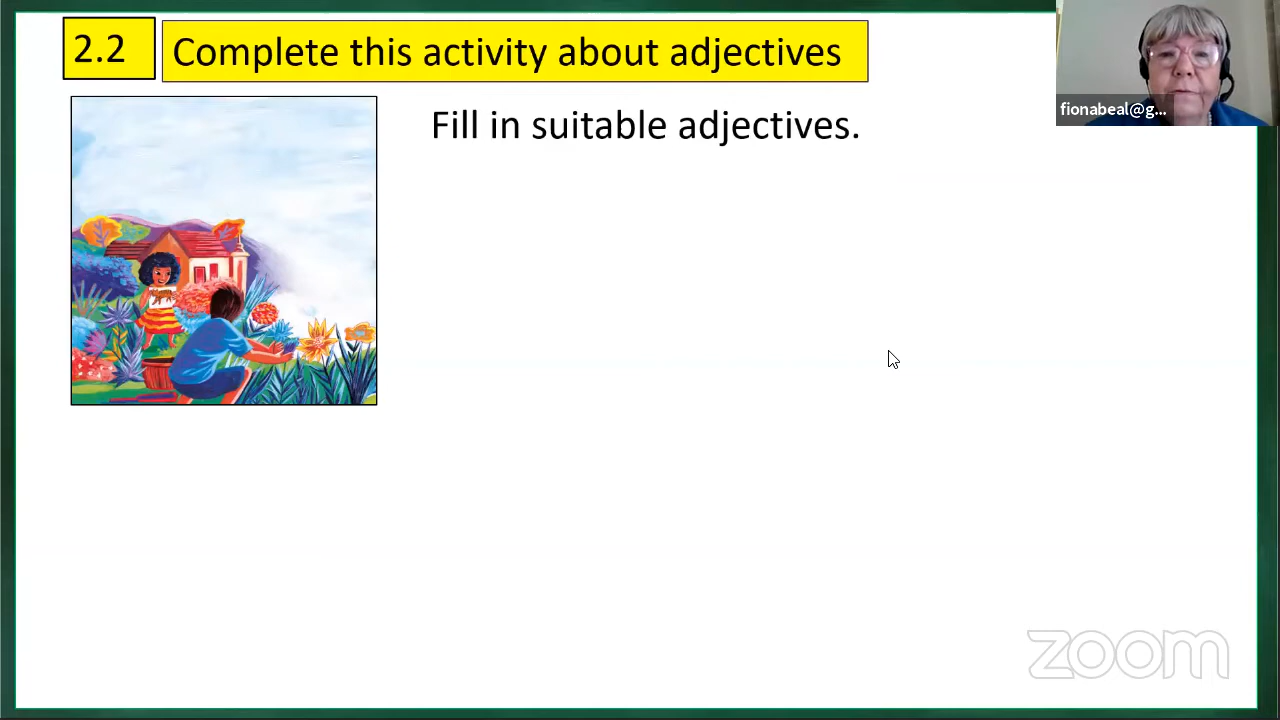 2.2
Complete this activity about adjectives
fionabeal@g...
Fill in suitable adjectives.
zoom